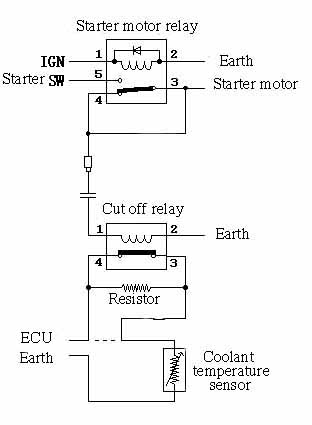 Starter motor relay
IGN 1 2 Earth
Starter SW 5 3 Starter motor
4
Cut off relay
1 2 Earth
4 3
Resistor
ECU
Earth
Coolant
temperature
sensor